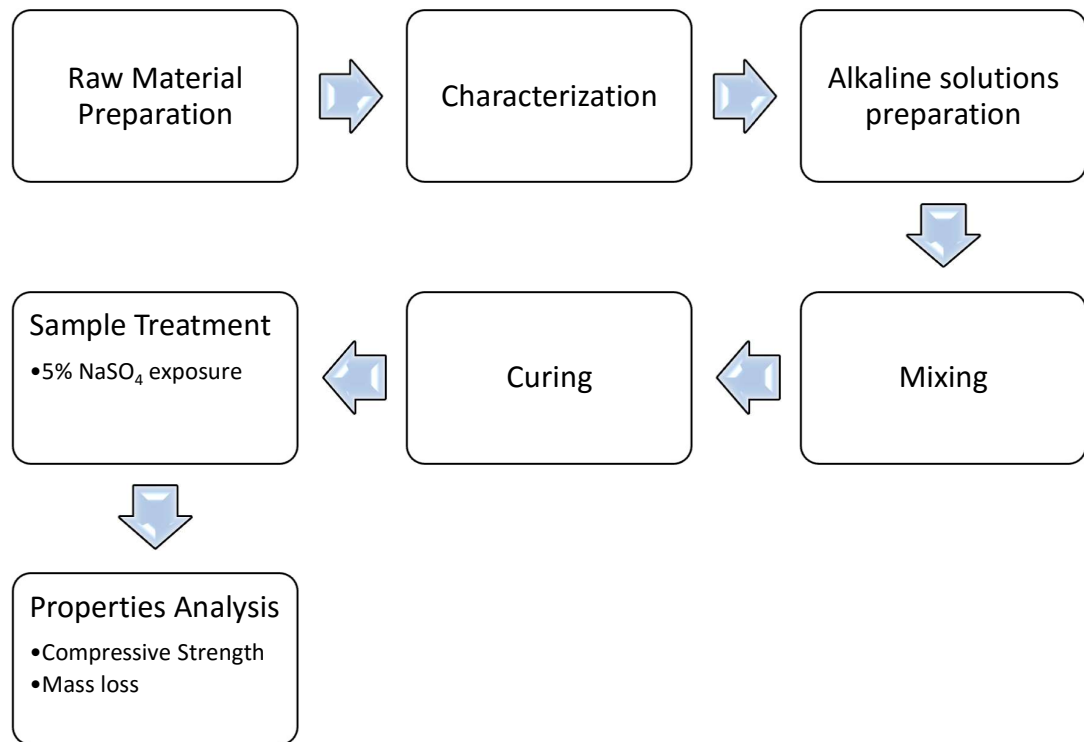 Raw Material
Preparation
Characterization
Alkaline solutions
preparation
Mixing
Curing
Sample Treatment
•5% NaSO₄ exposure
Properties Analysis
•Compressive Strength
•Mass loss